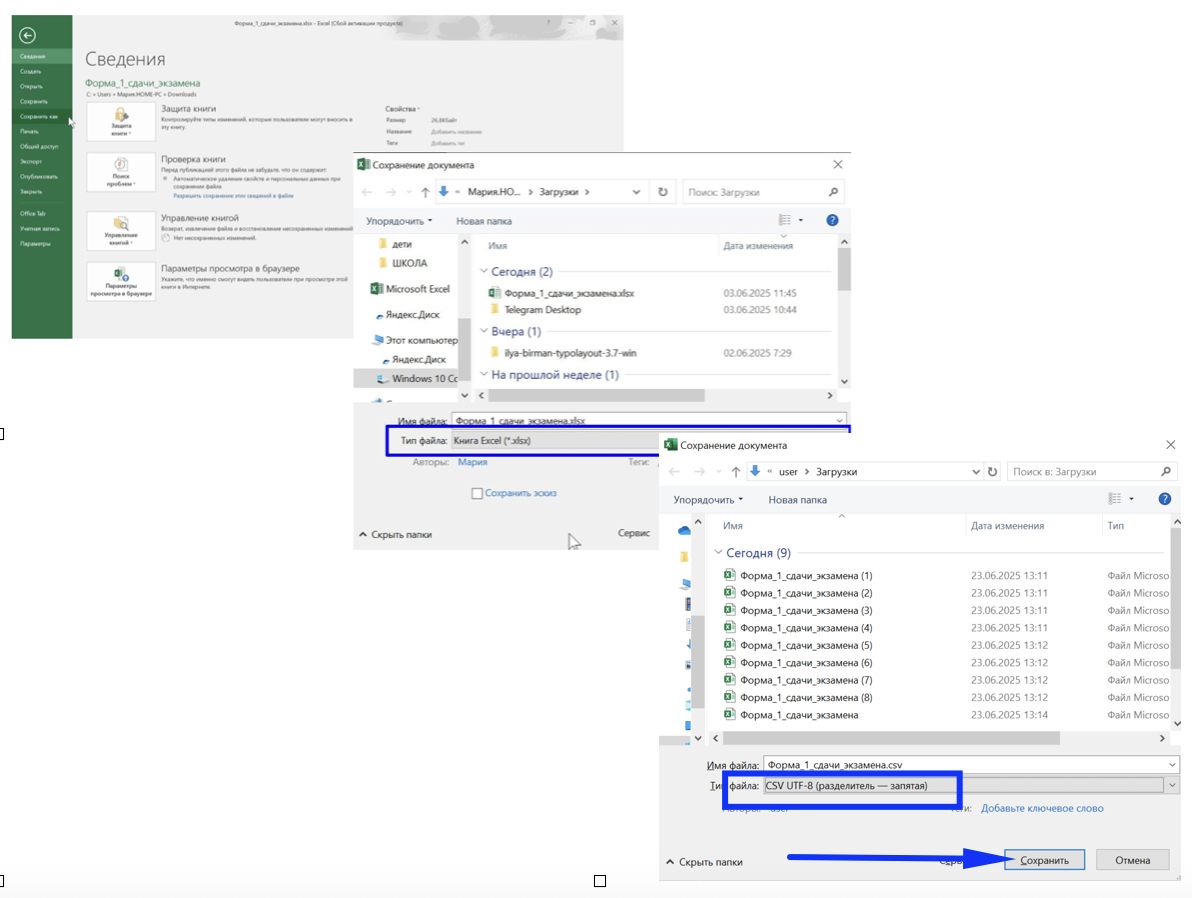 Форма_1_сдачи_экзамена.xlsx - Excel (Сбой активации продукта)
?
Сведения
Создать
Открыть
Сохранить
Сохранить как
Печать
Общий доступ
Экспорт
Опубликовать
Закрыть
Office Tab
Учетная запись
Параметры
Сведения
Форма_1_сдачи_экзамена
C: » Users » Мария.HOME-PC » Downloads
Защита книги
Защита книги
Контролируйте типы изменений, которые пользователи могут вносить в эту книгу.
Поиск проблем
Проверка книги
Перед публикацией этого файла не забудьте, что он содержит:
Автоматическое удаление свойств и персональных данных при сохранении файла
Разрешить сохранение этих сведений в файле
Управление книгой
Управление книгой
Возврат, извлечение файла и восстановление несохраненных изменений
Нет несохраненных изменений.
Параметры просмотра в браузере
Параметры просмотра в браузере
Укажите, что именно смогут видеть пользователи при просмотре этой книги в Интернете.
Свойства
Размер
Название Добавить название
Теги Добавить тег
Сохранение документа
« Мария.HO... > Загрузки >
Поиск: Загрузки
Упорядочить Новая папка
?
дети
ШКОЛА
Microsoft Excel
Яндекс.Диск
Этот компьютер
Яндекс.Диск
Windows 10 Co
Имя Дата изменения
Сегодня (2)
Форма_1_сдачи_экзамена.xlsx 03.06.2025 11:45
Telegram Desktop 03.06.2025 10:44
Вчера (1)
ilya-birman-typolayout-3.7-win 02.06.2025 7:29
На прошлой неделе (1)
Имя файла: Форма_1_сдачи_экзамена.xlsx
Тип файла: Книга Excel (*.xlsx)
Авторы: Мария Теги:
Сохранить эскиз
Скрыть папки Сервис
Сохранение документа
« user > Загрузки
Поиск в: Загрузки
Упорядочить Новая папка
?
Имя Дата изменения Тип
Сегодня (9)
Форма_1_сдачи_экзамена (1) 23.06.2025 13:11 Файл Microso
Форма_1_сдачи_экзамена (2) 23.06.2025 13:11 Файл Microso
Форма_1_сдачи_экзамена (3) 23.06.2025 13:11 Файл Microso
Форма_1_сдачи_экзамена (4) 23.06.2025 13:11 Файл Microso
Форма_1_сдачи_экзамена (5) 23.06.2025 13:12 Файл Microso
Форма_1_сдачи_экзамена (6) 23.06.2025 13:12 Файл Microso
Форма_1_сдачи_экзамена (7) 23.06.2025 13:12 Файл Microso
Форма_1_сдачи_экзамена (8) 23.06.2025 13:12 Файл Microso
Форма_1_сдачи_экзамена 23.06.2025 13:14 Файл Microso
Имя файла: Форма_1_сдачи_экзамена.csv
Тип файла: CSV UTF-8 (разделитель — запятая)
Авторы: user Теги: Добавьте ключевое слово
Скрыть папки Сохранить Отмена